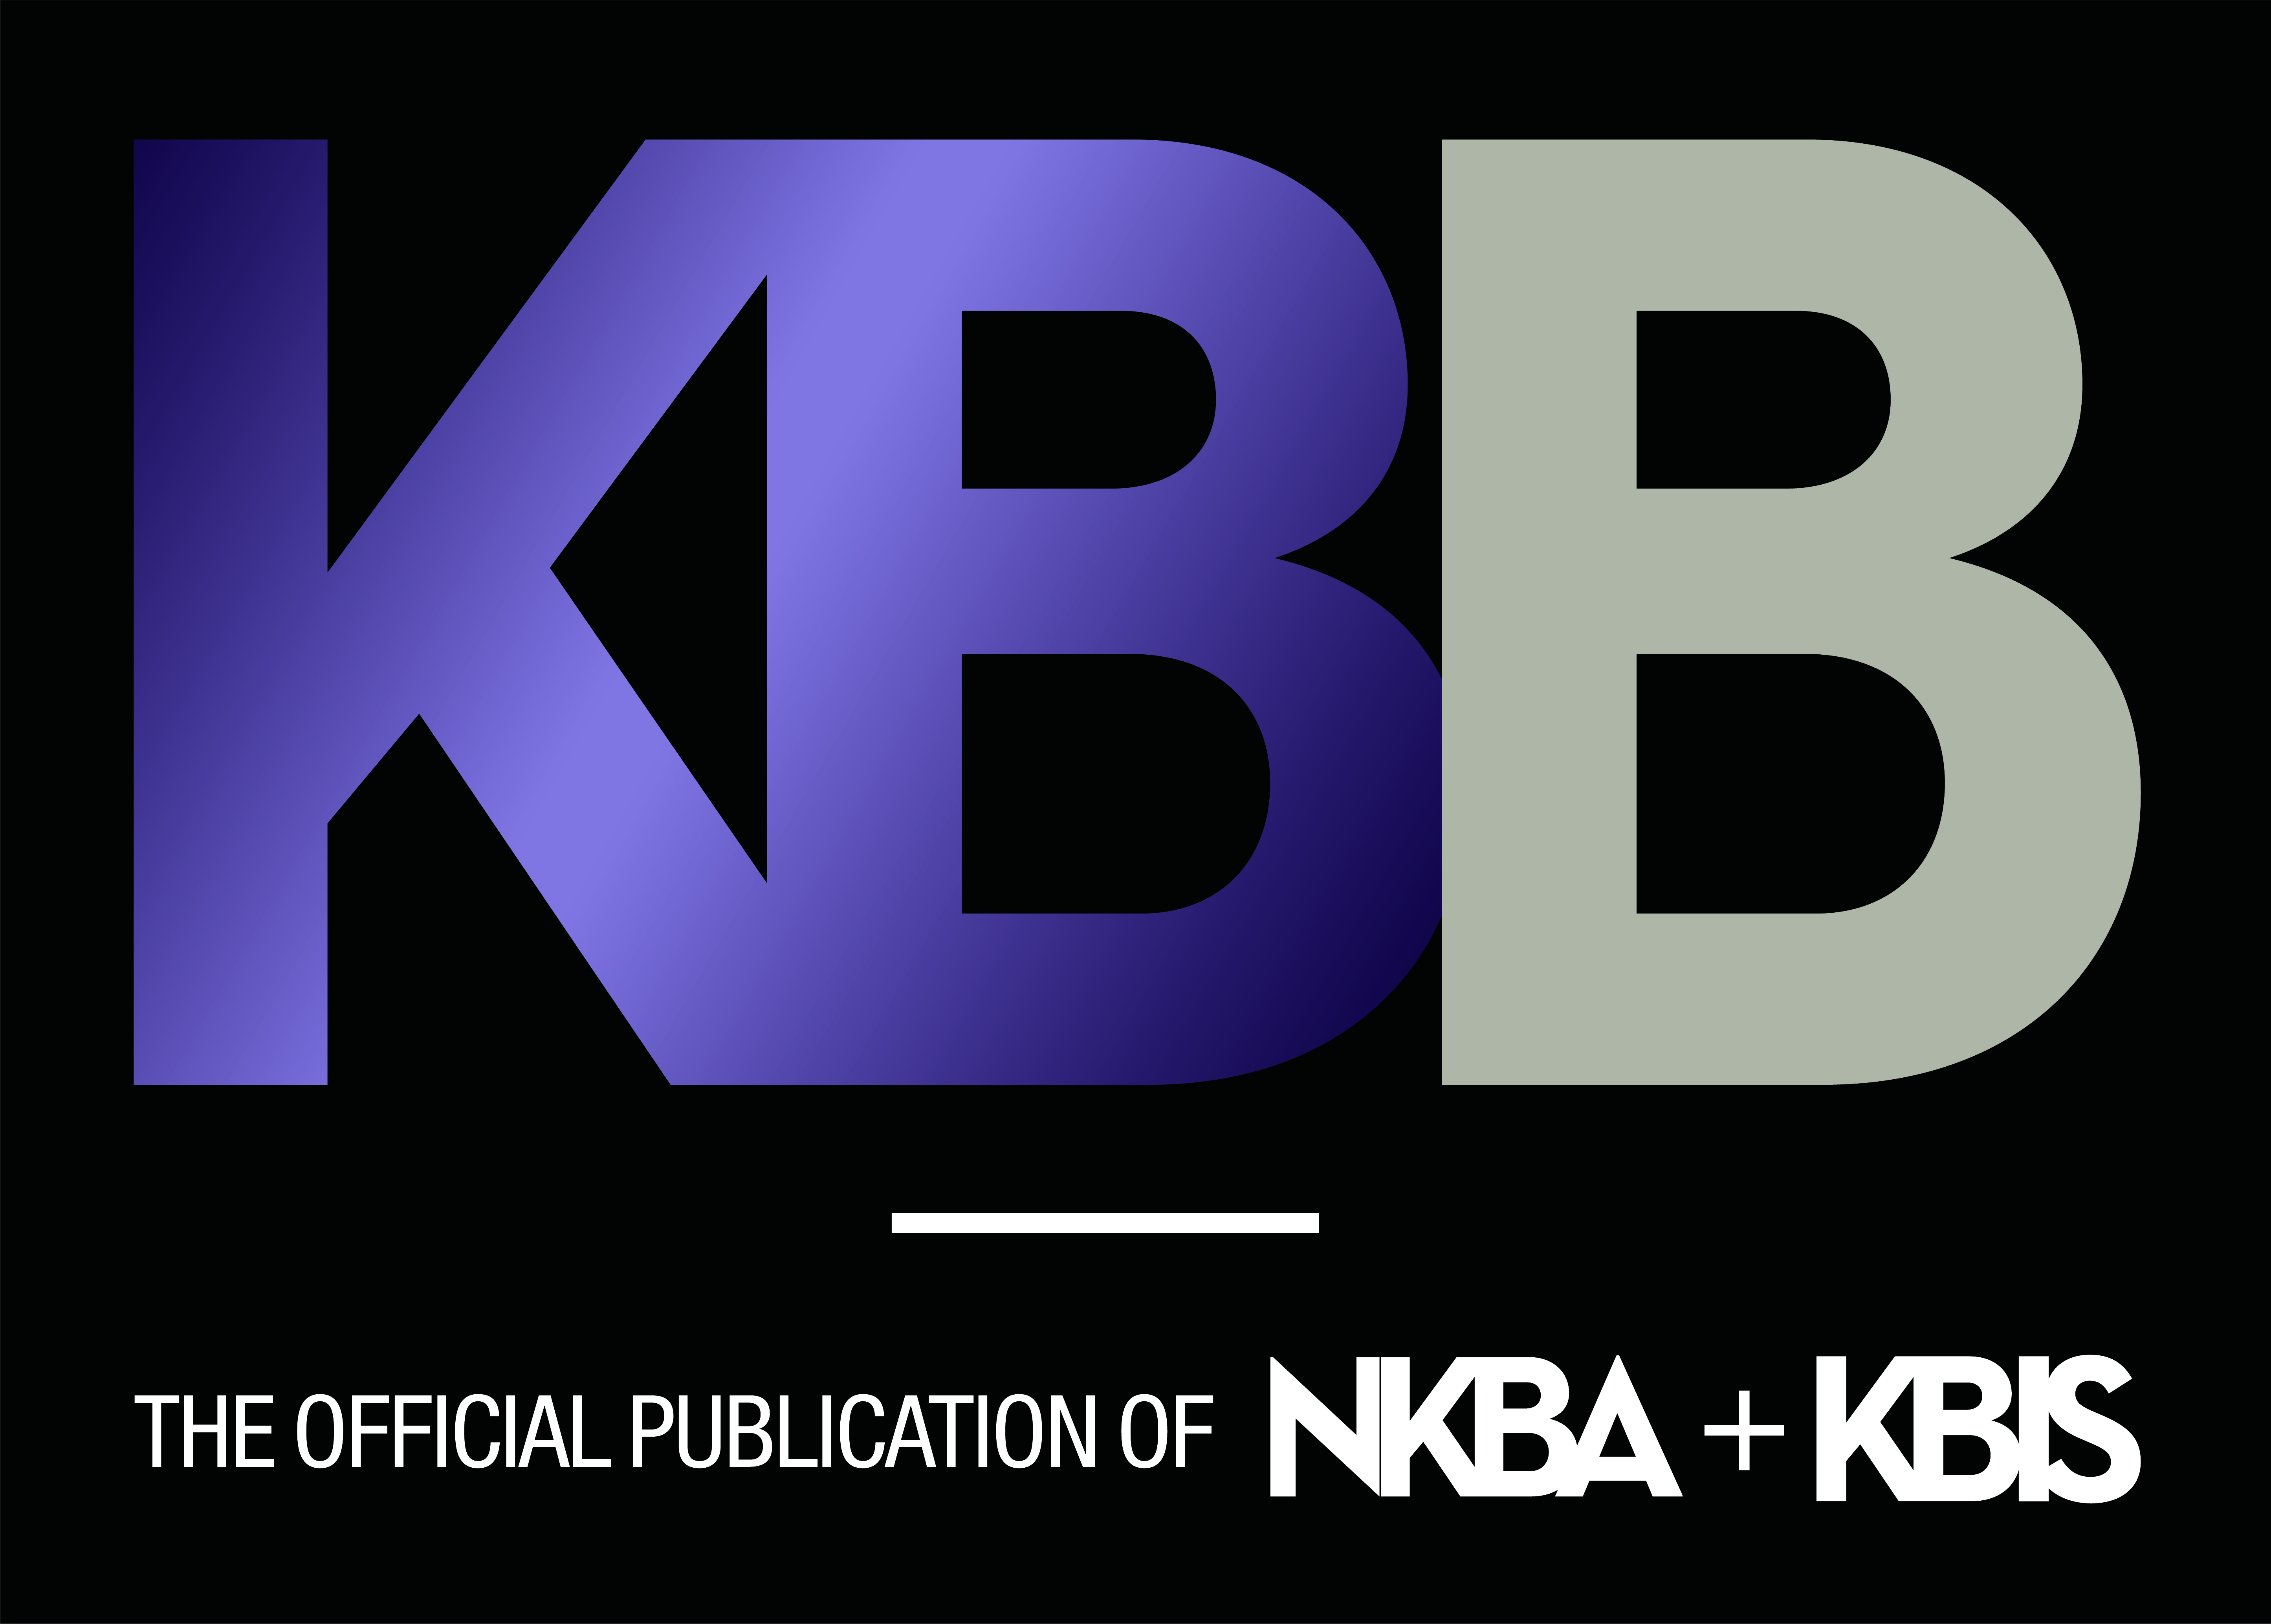 KBB
THE OFFICIAL PUBLICATION OF NKBA + KBIS